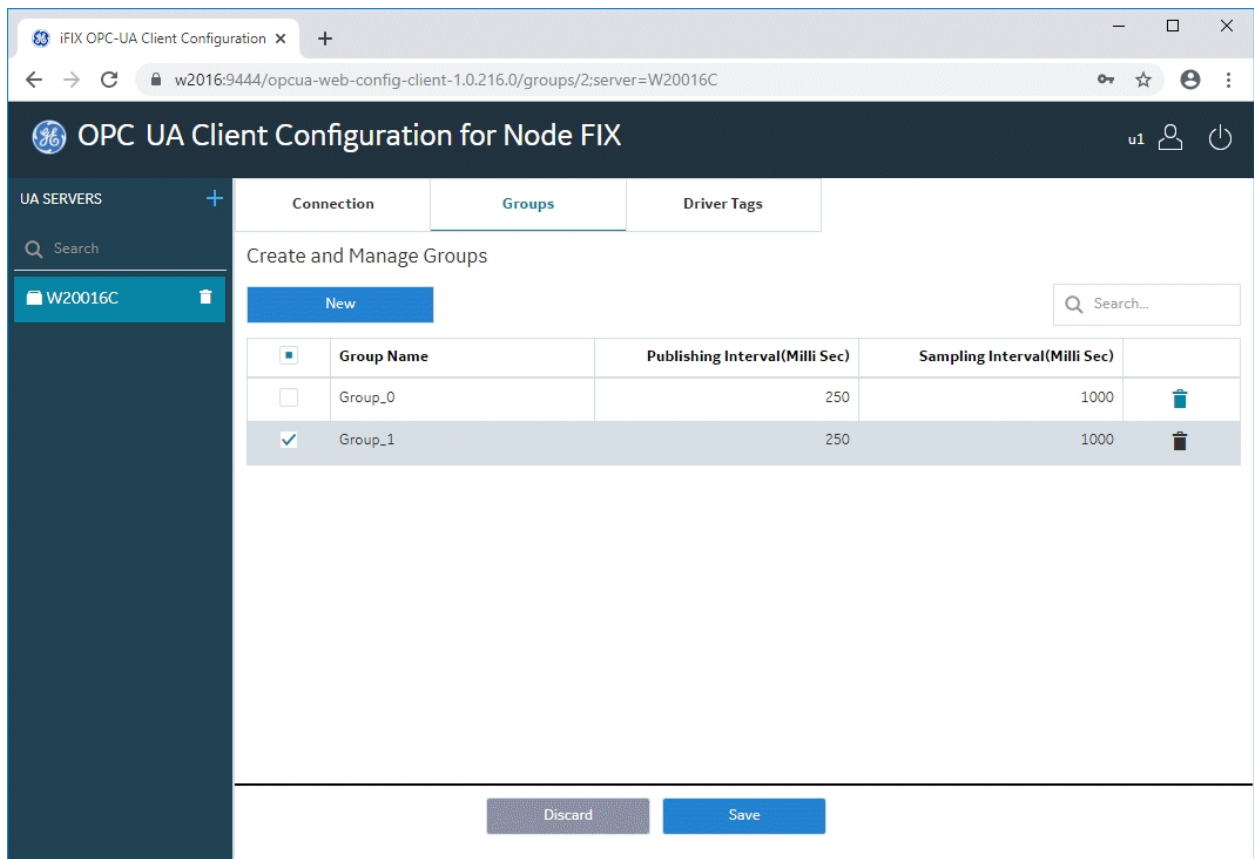 iFIX OPC-UA Client Configuration
w2016:9444/opcua-web-config-client-1.0.216.0/groups/2;server=W20016C
OPC UA Client Configuration for Node FIX
u1
UA SERVERS
Connection Groups Driver Tags
Search
Create and Manage Groups
W20016C
New
Search...
Group Name Publishing Interval(Milli Sec) Sampling Interval(Milli Sec)
Group_0 250 1000
Group_1 250 1000
Discard Save